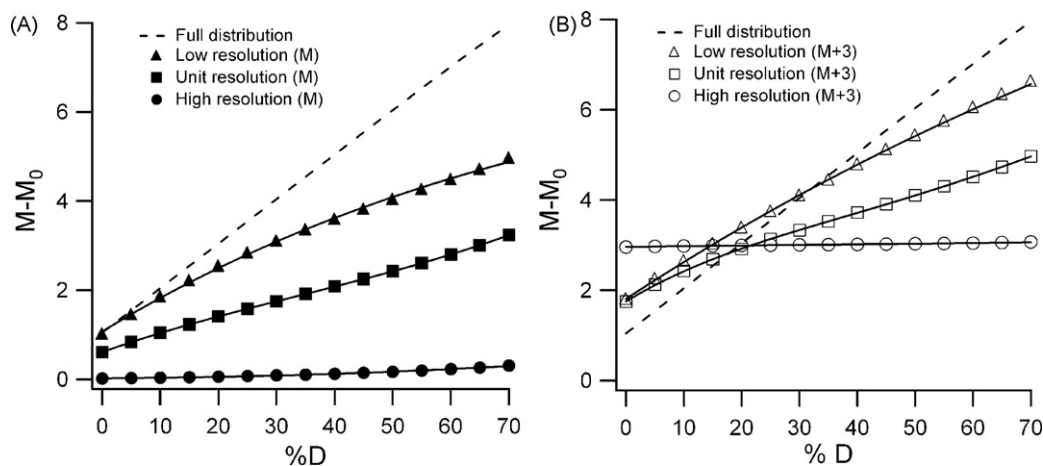 (A)
Full distribution
Low resolution (M)
Unit resolution (M)
High resolution (M)
8
6
4
2
0
M-M₀
0 10 20 30 40 50 60 70
%D
(B)
Full distribution
Low resolution (M+3)
Unit resolution (M+3)
High resolution (M+3)
8
6
4
2
0
M-M₀
0 10 20 30 40 50 60 70
% D